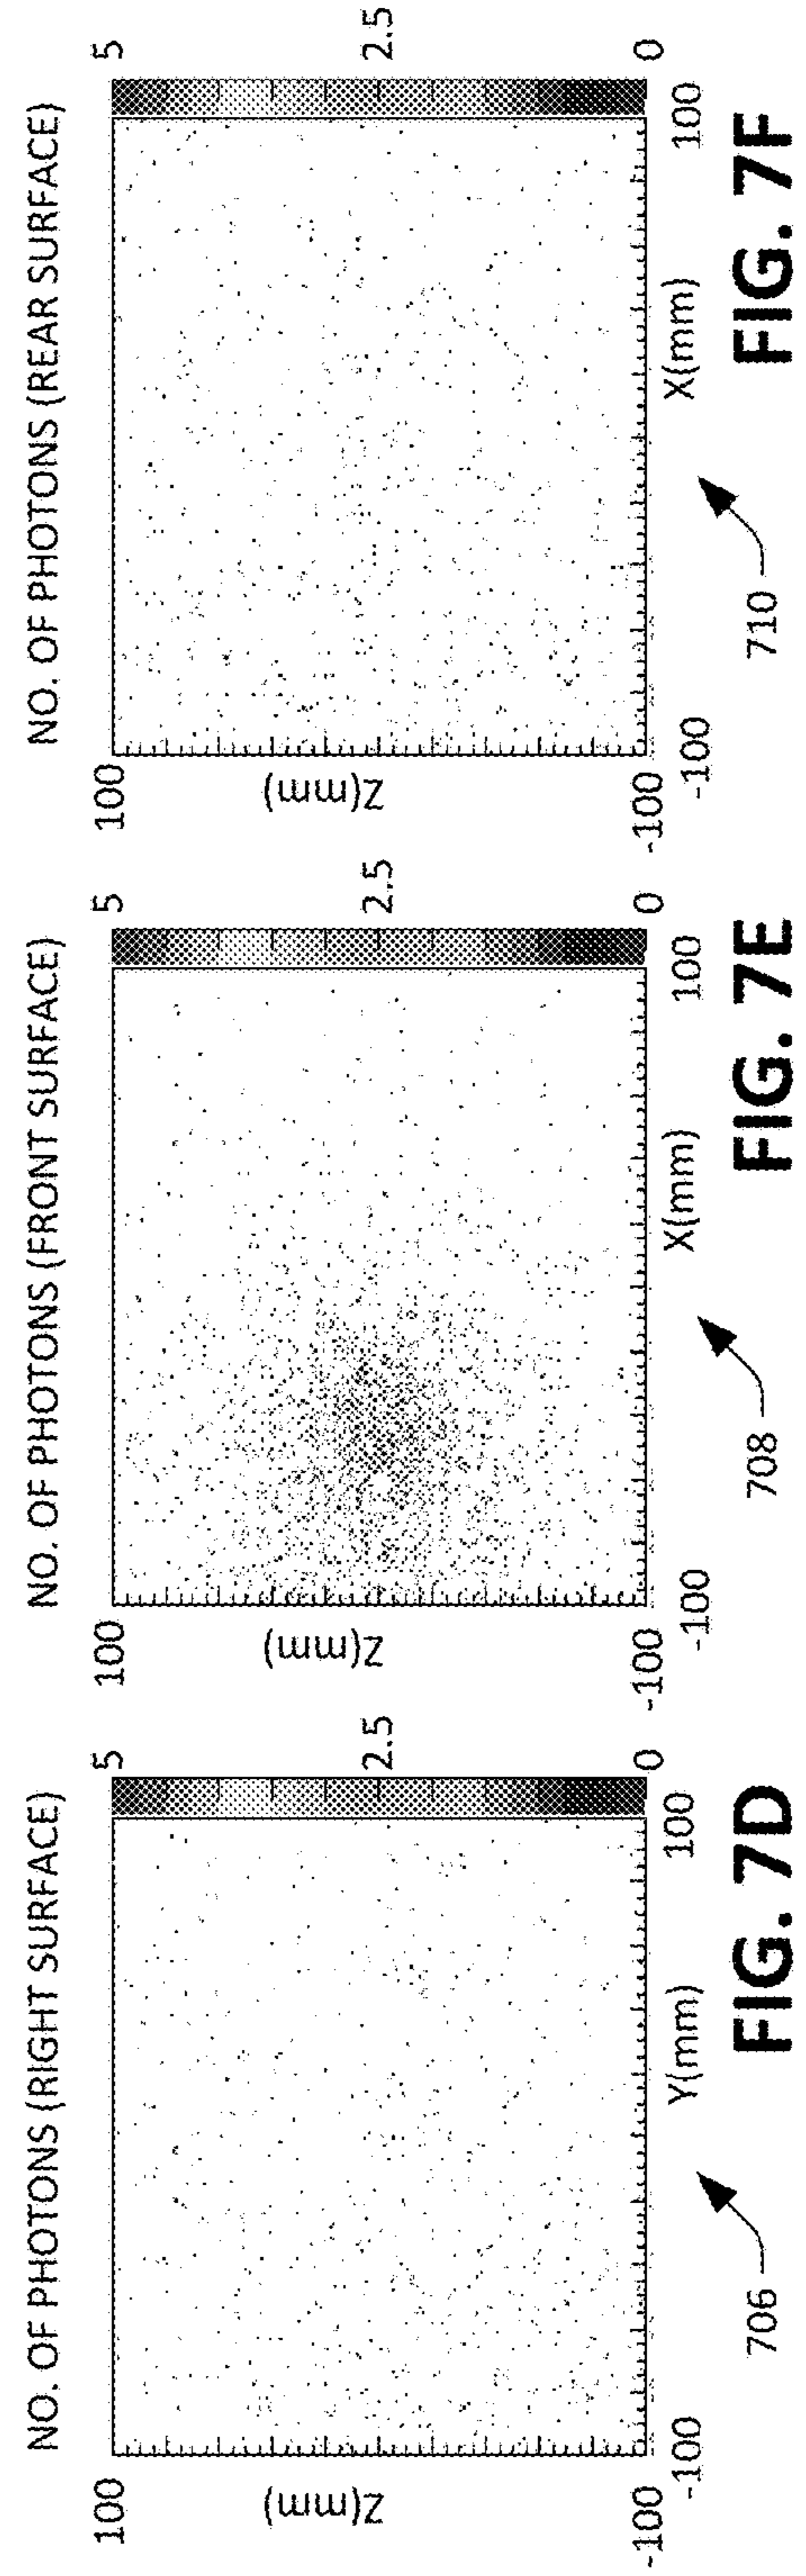 NO. OF PHOTONS (RIGHT SURFACE)
100
Z(mm)
-100
-100
Y(mm)
100
5
2.5
0
706
FIG. 7D
NO. OF PHOTONS (FRONT SURFACE)
100
Z(mm)
-100
-100
X(mm)
100
5
2.5
0
708
FIG. 7E
NO. OF PHOTONS (REAR SURFACE)
100
Z(mm)
-100
-100
X(mm)
100
5
2.5
0
710
FIG. 7F